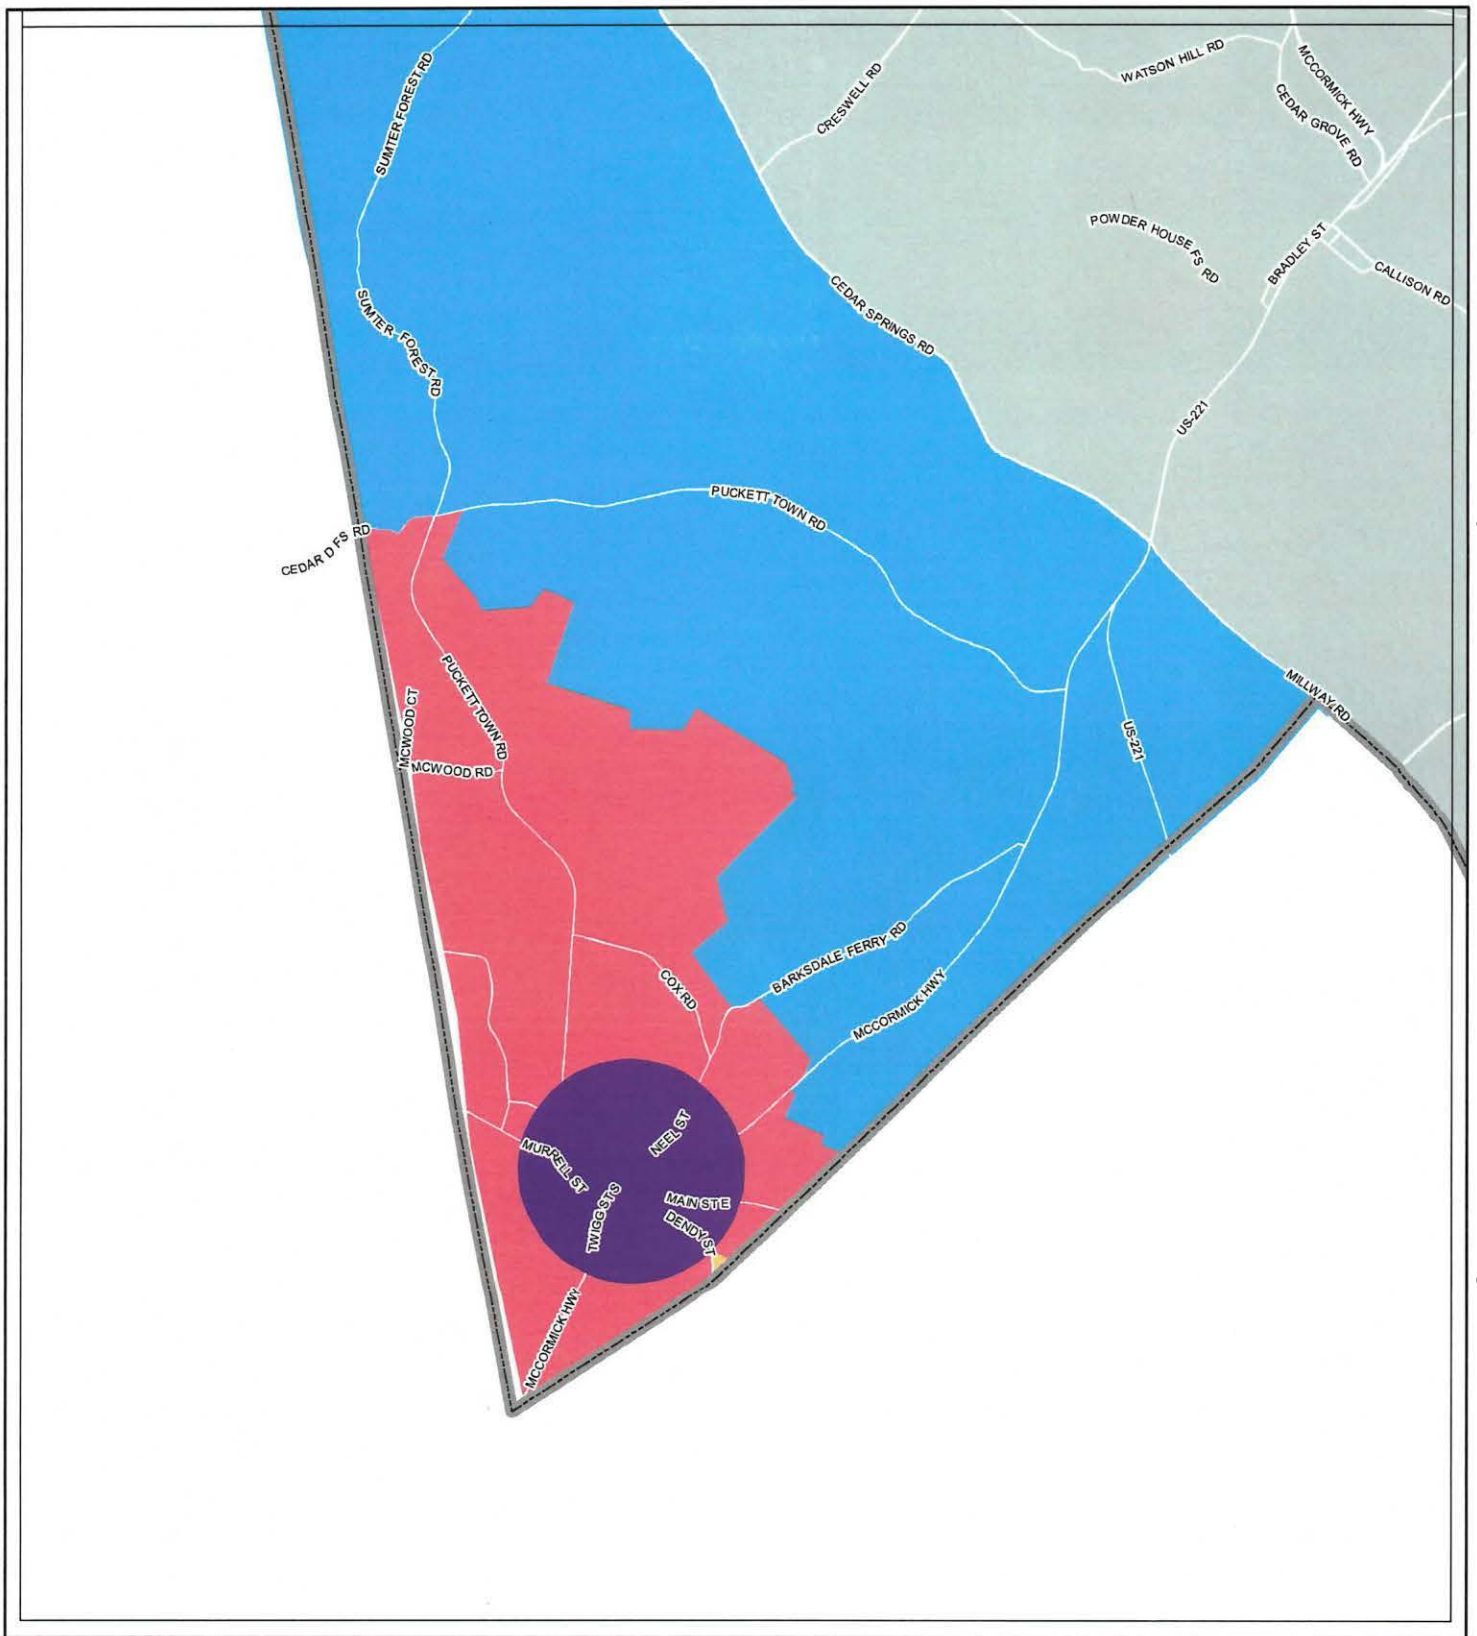 SUMTER FOREST RD
CRESWELL RD
WATSON HILL RD
MCCORMICK HWY
CEDAR GROVE RD
POWDER HOUSE FS RD
BRADLEY ST
CALLISON RD
SUMTER FOREST RD
CEDAR SPRINGS RD
US-221
PUCKETT TOWN RD
CEDAR D FS RD
PUCKETT TOWN RD
MCWOOD CT
MCWOOD RD
MILLWAY RD
US-221
BARKSDALE FERRY RD
COX RD
MCCORMICK HWY
NEEL ST
MURRELL ST
TWIGG ST S
MAIN ST E
DENDY ST
MCCORMICK HWY